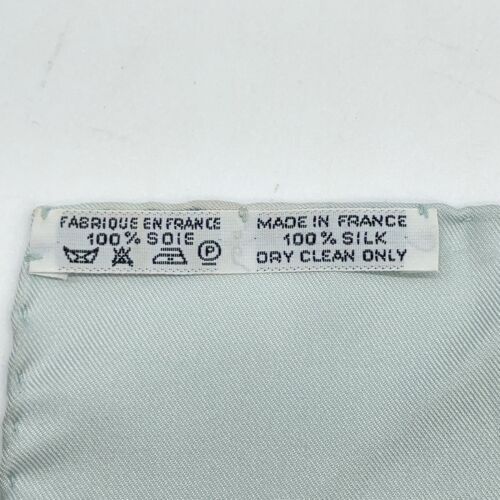 FABRIQUE EN FRANCE
100% SOIE
P
MADE IN FRANCE
100% SILK
DRY CLEAN ONLY